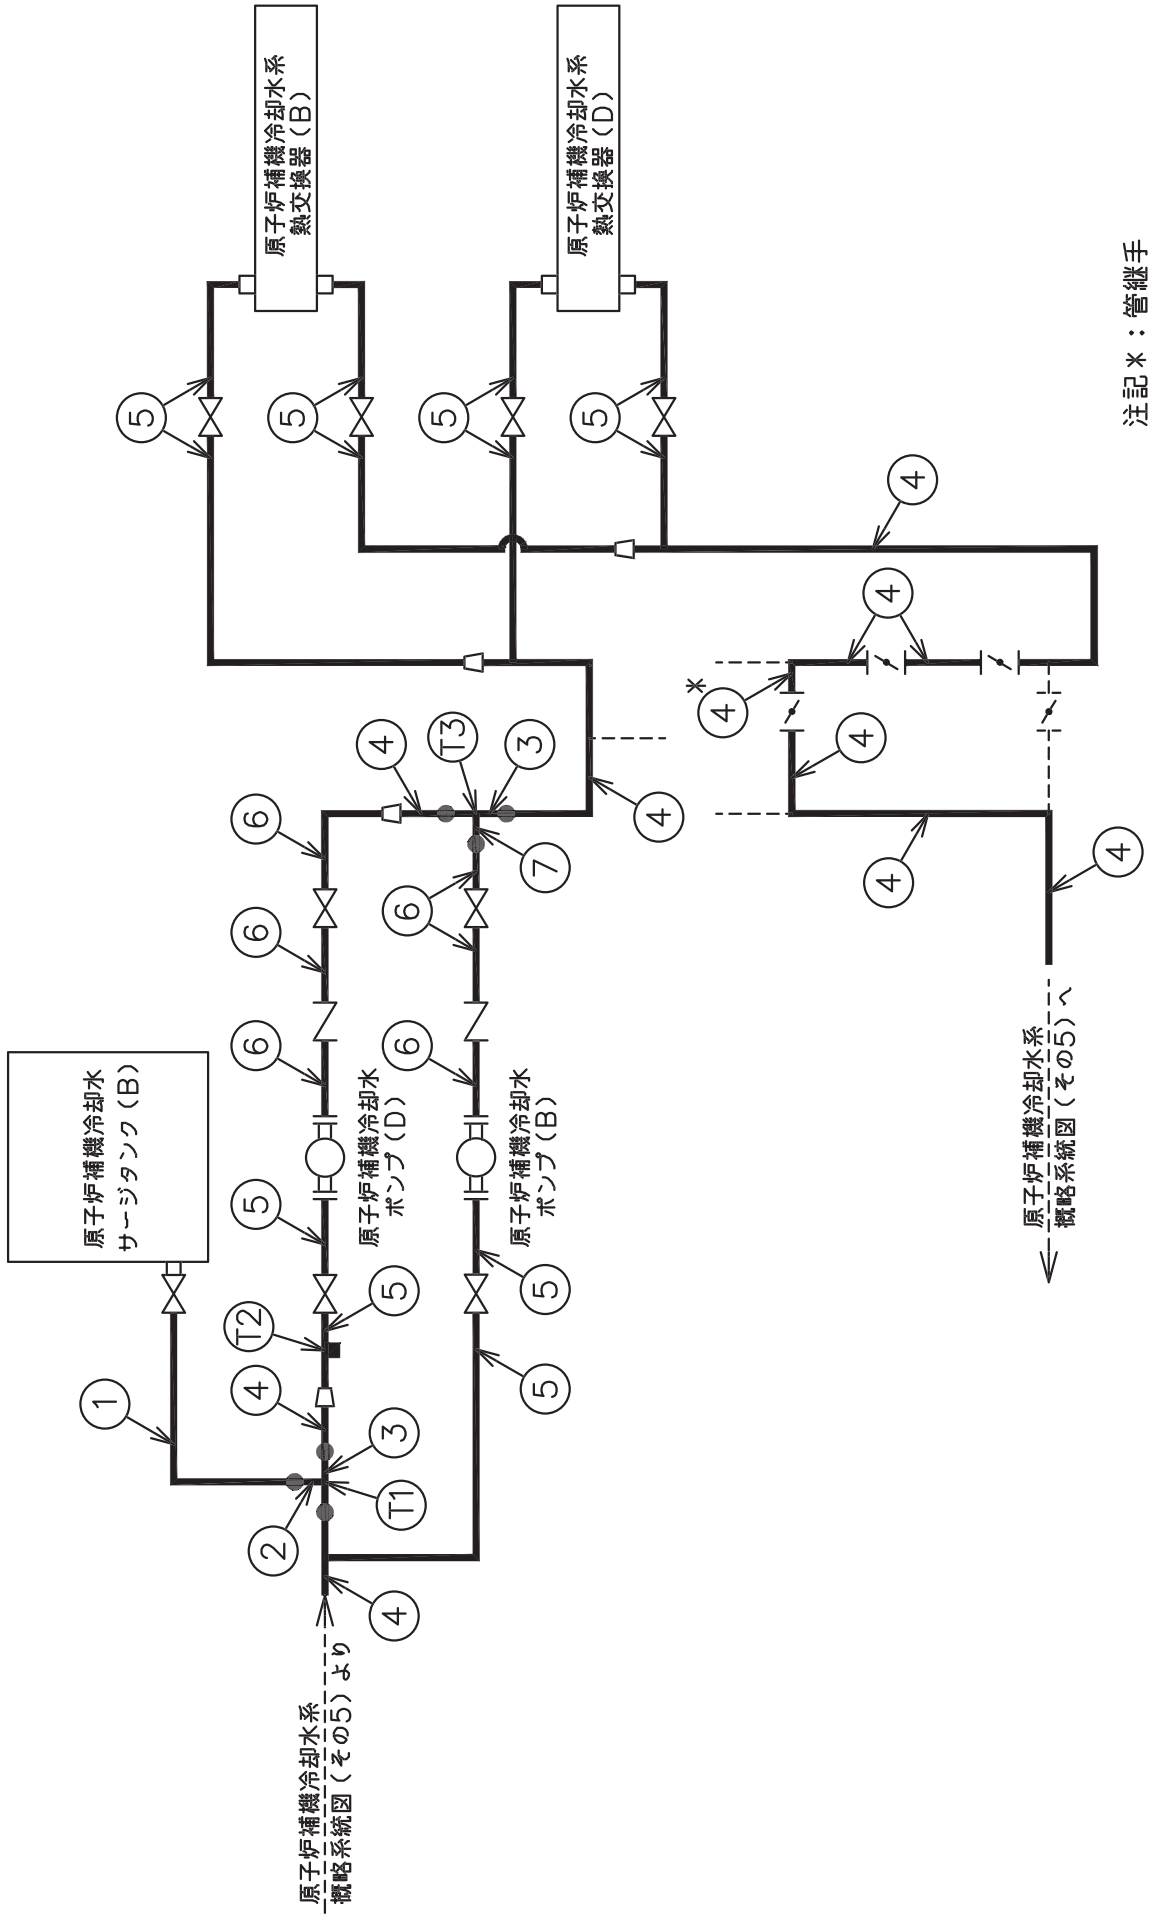 原子炉補機冷却水系
概略系統図(その5)より
4
2
T1
3
1
4
T2
5
5
5
5
原子炉補機冷却水
サージタンク(B)
原子炉補機冷却水
ポンプ(D)
原子炉補機冷却水
ポンプ(B)
6
6
6
6
6
7
4
T3
3
4
原子炉補機冷却水系
概略系統図(その5)へ
4
4
4
4
*
4
4
5
5
5
5
原子炉補機冷却水系
熱交換器(B)
原子炉補機冷却水系
熱交換器(D)
注記*:管継手